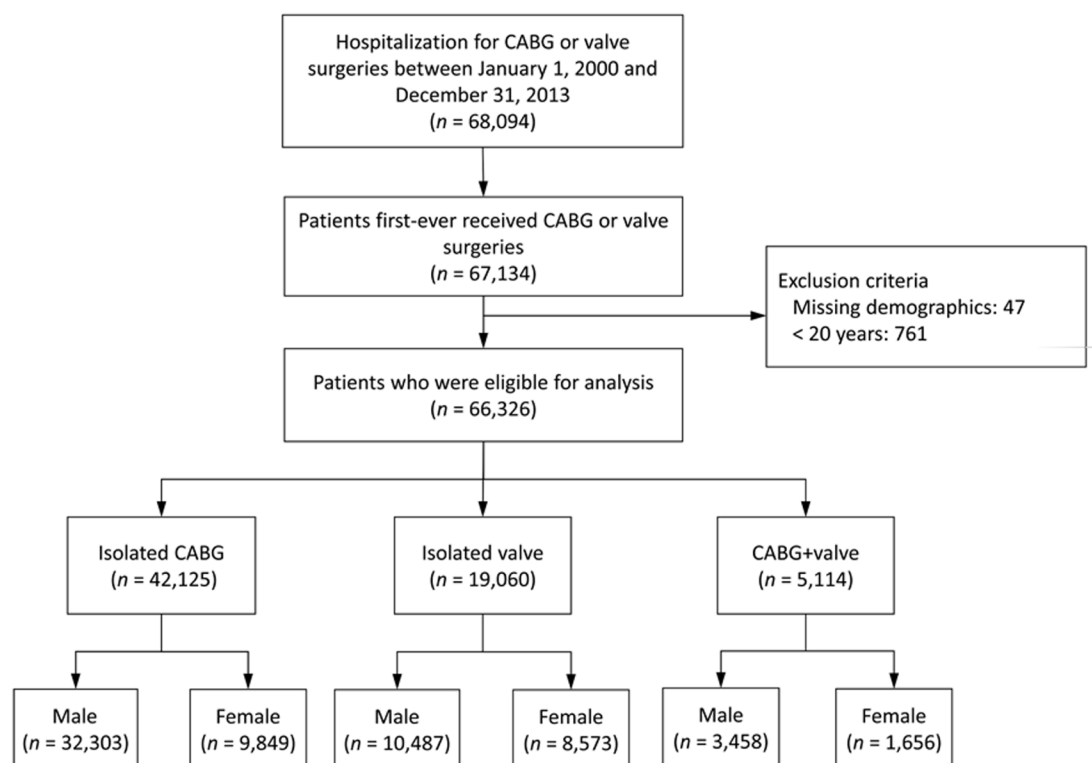 Hospitalization for CABG or valve
surgeries between January 1, 2000 and
December 31, 2013
(n = 68,094)
Patients first-ever received CABG or valve
surgeries
(n = 67,134)
Exclusion criteria
Missing demographics: 47
< 20 years: 761
Patients who were eligible for analysis
(n = 66,326)
Isolated CABG
(n = 42,125)
Isolated valve
(n = 19,060)
CABG+valve
(n = 5,114)
Male
(n = 32,303)
Female
(n = 9,849)
Male
(n = 10,487)
Female
(n = 8,573)
Male
(n = 3,458)
Female
(n = 1,656)